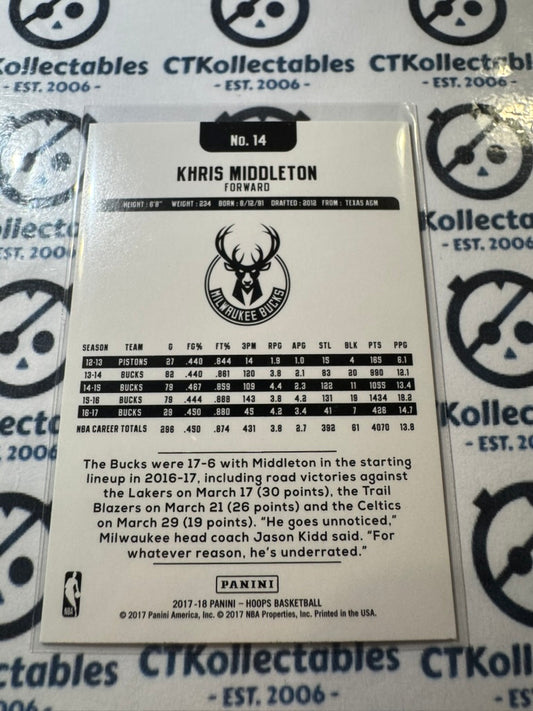 CTKollectables CTKollectables CTKollectables
- EST. 2006 - - EST. 2006 - - EST. 2006 -
No. 14
KHRIS MIDDLETON
FORWARD
HEIGHT: 6'8" WEIGHT: 234 BORN: 8/12/91 DRAFTED: 2012 FROM: TEXAS A&M
MILWAUKEE BUCKS
SEASON TEAM G FG% FT% 3PM RPG APG STL BLK PTS PPG
12-13 PISTONS 27 .440 .844 14 1.9 1.0 15 4 165 6.1
13-14 BUCKS 82 .440 .861 120 3.8 2.1 83 20 990 12.1
14-15 BUCKS 79 .467 .859 109 4.4 2.3 122 11 1055 13.4
15-16 BUCKS 79 .444 .888 143 3.8 4.2 131 19 1434 18.2
16-17 BUCKS 29 .450 .880 45 4.2 3.4 41 7 426 14.7
NBA CAREER TOTALS 296 .450 .874 431 3.8 2.7 392 61 4070 13.8
The Bucks were 17-6 with Middleton in the starting
lineup in 2016-17, including road victories against
the Lakers on March 17 (30 points), the Trail
Blazers on March 21 (26 points) and the Celtics
on March 29 (19 points). "He goes unnoticed,"
Milwaukee head coach Jason Kidd said. "For
whatever reason, he's underrated."
PANINI
NBA
2017-18 PANINI – HOOPS BASKETBALL
© 2017 Panini America, Inc. © 2017 NBA Properties, Inc. Printed in the USA.
Kollecta
- EST. 200
llectables CTKollectables CTKoll
- EST. 2006 - - EST. 2006 - - EST.